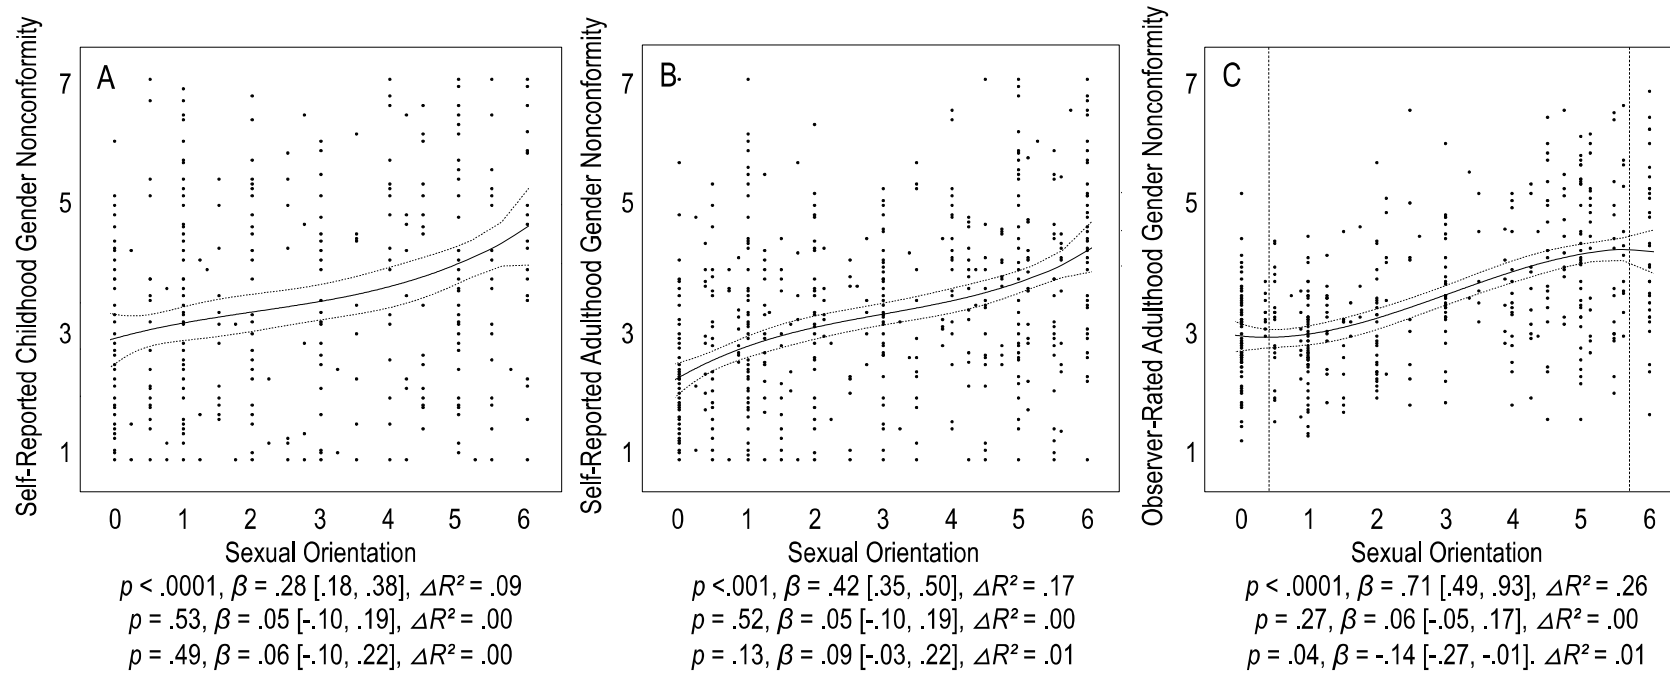 Self-Reported Childhood Gender Nonconformity
A
7
5
3
1
0 1 2 3 4 5 6
Sexual Orientation
p < .0001, β = .28 [.18, .38], ΔR² = .09
p = .53, β = .05 [-.10, .19], ΔR² = .00
p = .49, β = .06 [-.10, .22], ΔR² = .00
Self-Reported Adulthood Gender Nonconformity
B
7
5
3
1
0 1 2 3 4 5 6
Sexual Orientation
p <.001, β = .42 [.35, .50], ΔR² = .17
p = .52, β = .05 [-.10, .19], ΔR² = .00
p = .13, β = .09 [-.03, .22], ΔR² = .01
Observer-Rated Adulthood Gender Nonconformity
C
7
5
3
1
0 1 2 3 4 5 6
Sexual Orientation
p < .0001, β = .71 [.49, .93], ΔR² = .26
p = .27, β = .06 [-.05, .17], ΔR² = .00
p = .04, β = -.14 [-.27, -.01]. ΔR² = .01